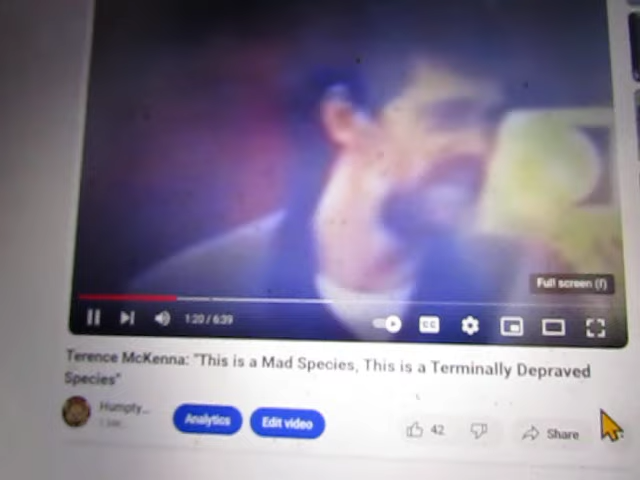 Full screen (f)
1:20 / 6:39
CC
Terence McKenna: "This is a Mad Species, This is a Terminally Depraved
Species"
Humpty...
Analytics
Edit video
42
Share